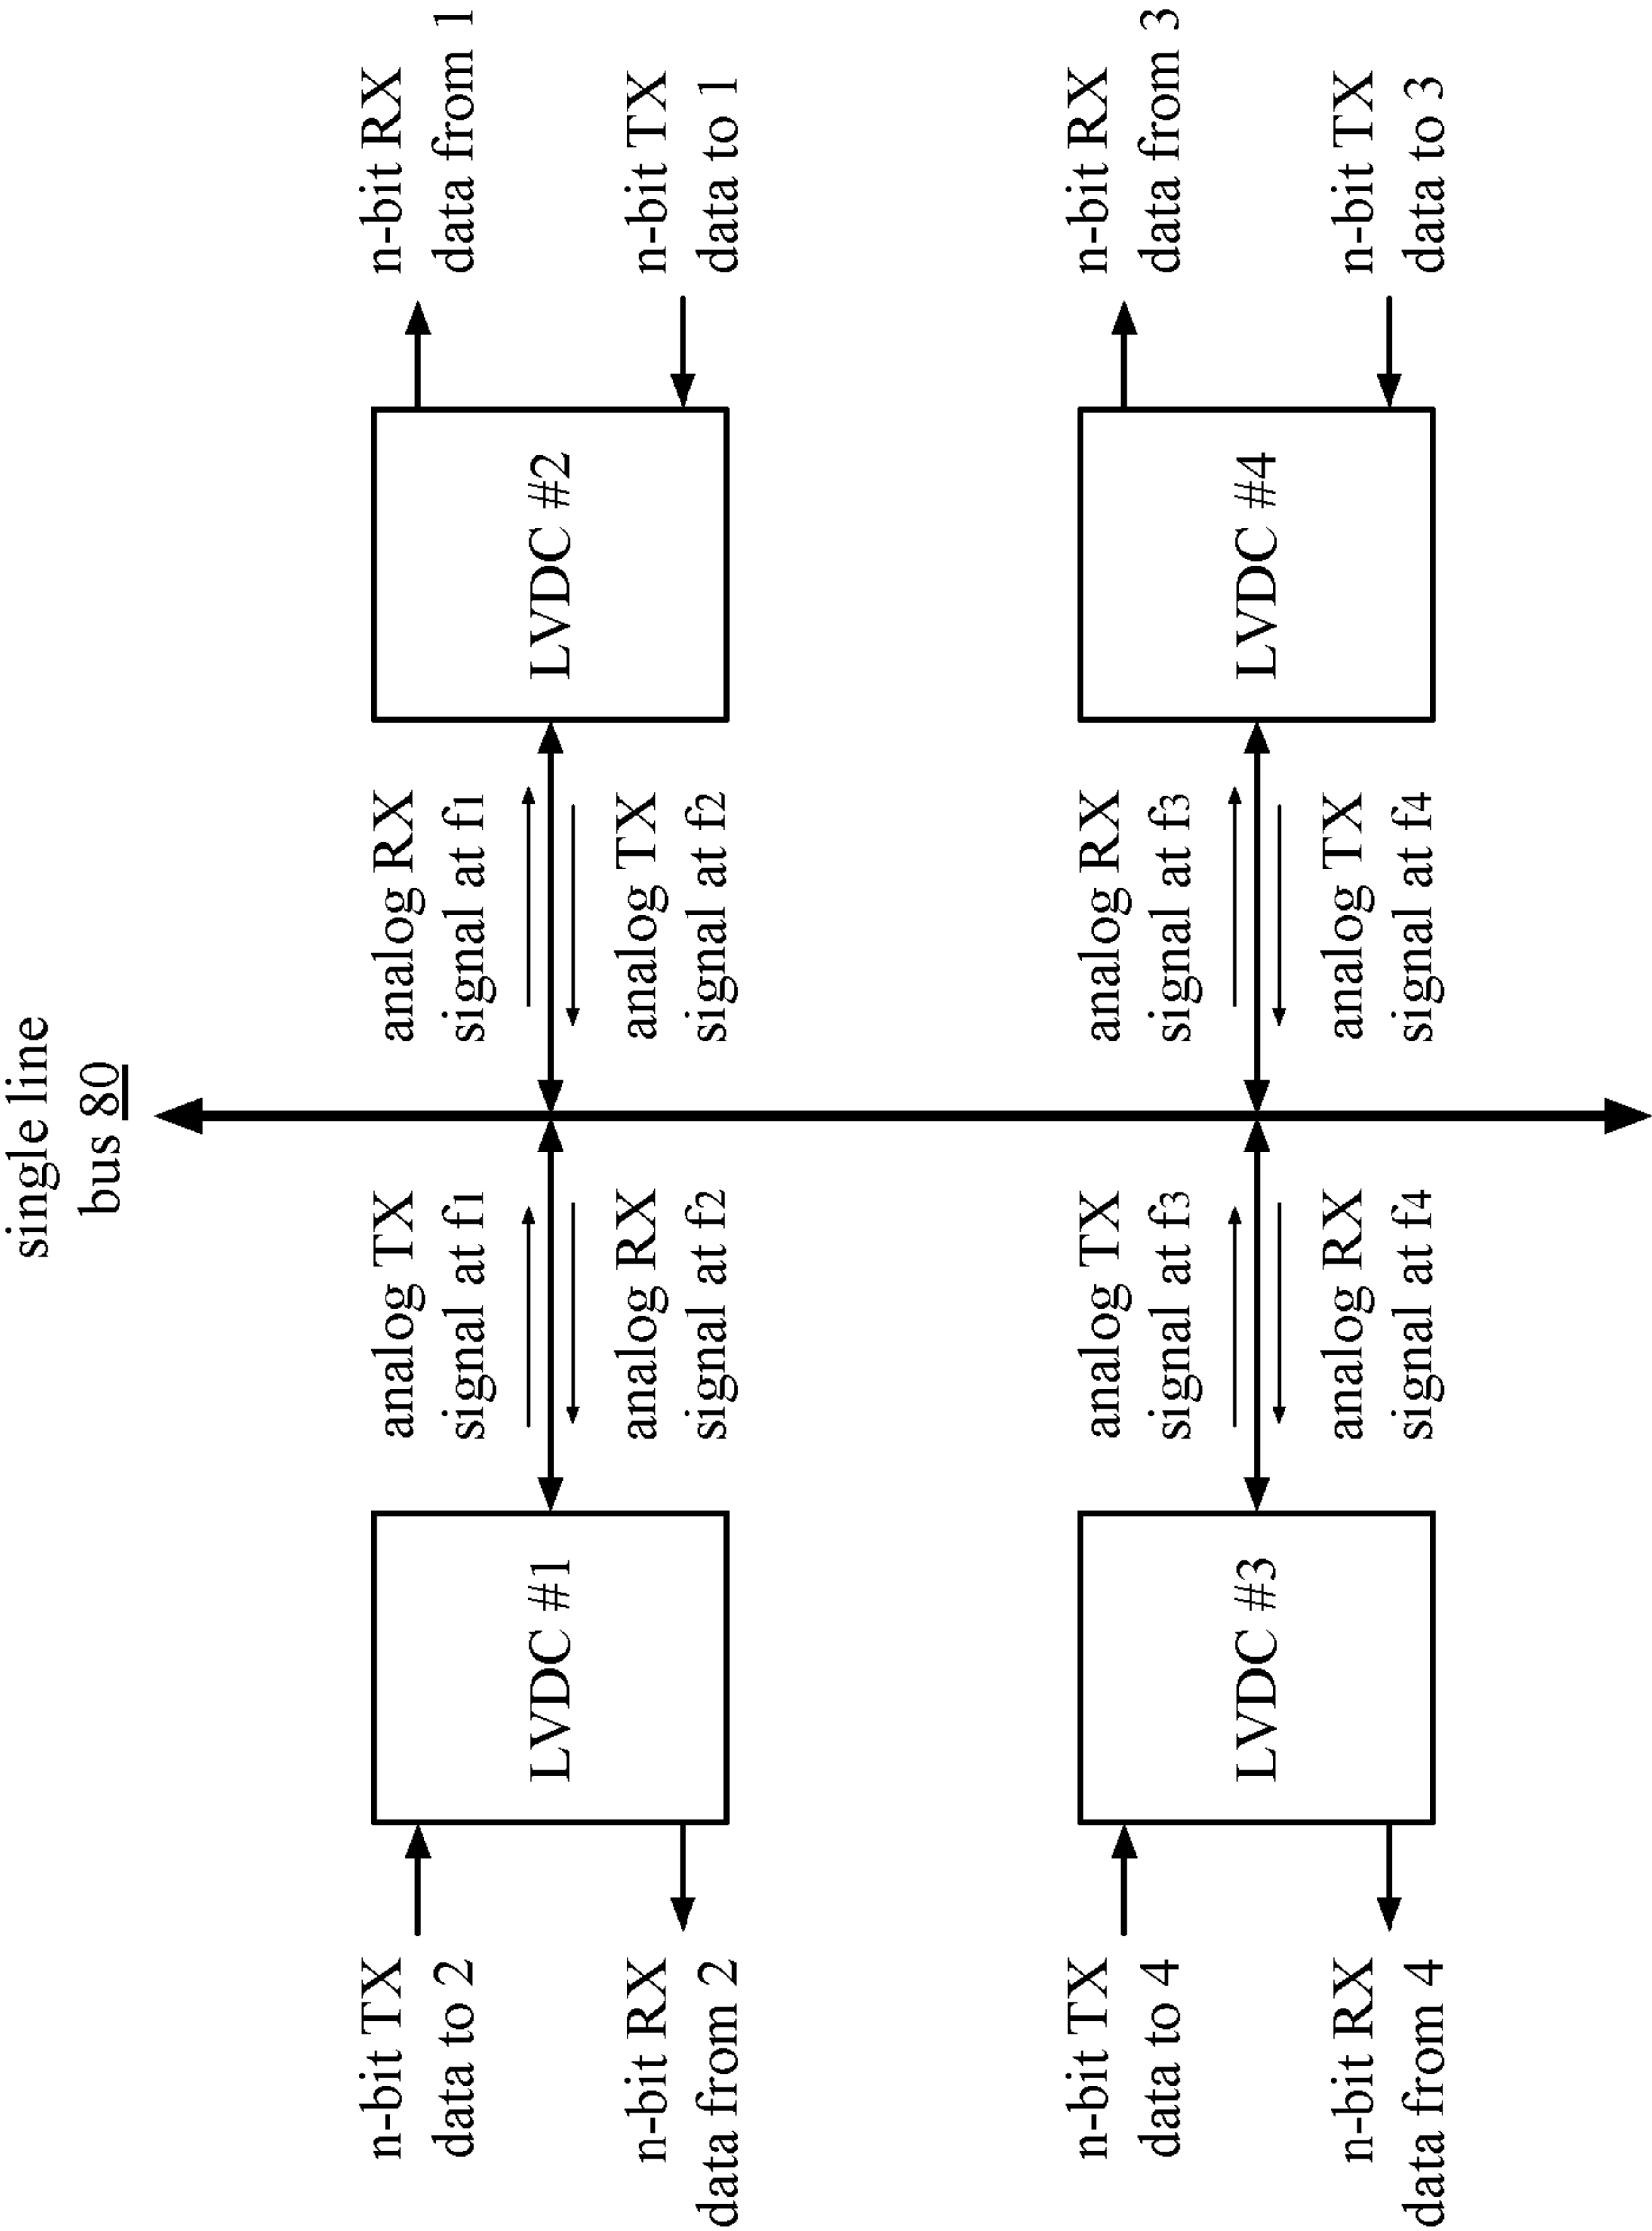 single line
bus 80
n-bit TX
data to 2
n-bit RX
data from 2
LVDC #1
analog TX
signal at f1
analog RX
signal at f2
analog RX
signal at f1
analog TX
signal at f2
LVDC #2
n-bit RX
data from 1
n-bit TX
data to 1
n-bit TX
data to 4
n-bit RX
data from 4
LVDC #3
analog TX
signal at f3
analog RX
signal at f4
analog RX
signal at f3
analog TX
signal at f4
LVDC #4
n-bit RX
data from 3
n-bit TX
data to 3